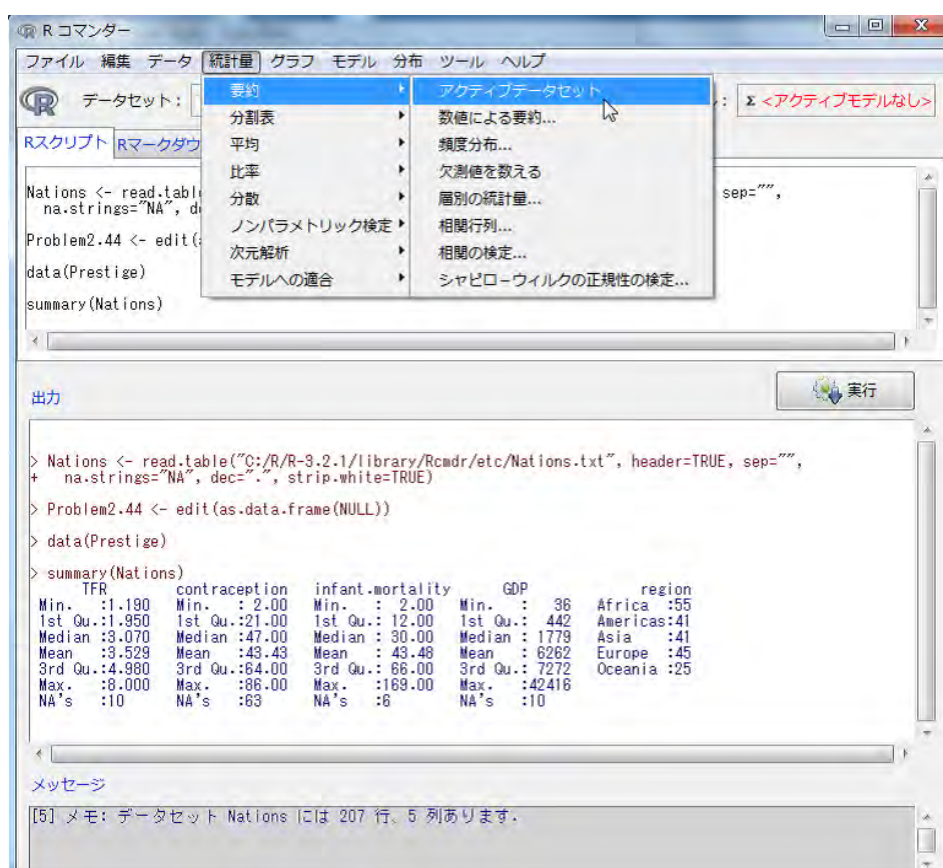 R コマンダー
ファイル 編集 データ 統計量 グラフ モデル 分布 ツール ヘルプ
データセット: : Σ <アクティブモデルなし>
Rスクリプト Rマークダウ
要約
分割表
平均
比率
分散
ノンパラメトリック検定
次元解析
モデルへの適合
アクティブデータセット
数値による要約...
頻度分布...
欠測値を数える
層別の統計量...
相関行列...
相関の検定...
シャピローウィルクの正規性の検定...
Nations <- read.tabl sep="",
na.strings="NA", d
Problem2.44 <- edit(
data(Prestige)
summary(Nations)
実行
出力
> Nations <- read.table("C:/R/R-3.2.1/library/Rcmdr/etc/Nations.txt", header=TRUE, sep="",
+ na.strings="NA", dec=".", strip.white=TRUE)
> Problem2.44 <- edit(as.data.frame(NULL))
> data(Prestige)
> summary(Nations)
TFR contraception infant.mortality GDP region
Min. :1.190 Min. : 2.00 Min. : 2.00 Min. : 36 Africa :55
1st Qu.:1.950 1st Qu.:21.00 1st Qu.: 12.00 1st Qu.: 442 Americas:41
Median :3.070 Median :47.00 Median : 30.00 Median : 1779 Asia :41
Mean :3.529 Mean :43.43 Mean : 43.48 Mean : 6262 Europe :45
3rd Qu.:4.980 3rd Qu.:64.00 3rd Qu.: 66.00 3rd Qu.: 7272 Oceania :25
Max. :8.000 Max. :86.00 Max. :169.00 Max. :42416
NA's :10 NA's :63 NA's :6 NA's :10
メッセージ
[5] メモ: データセット Nations には 207 行、5 列あります.